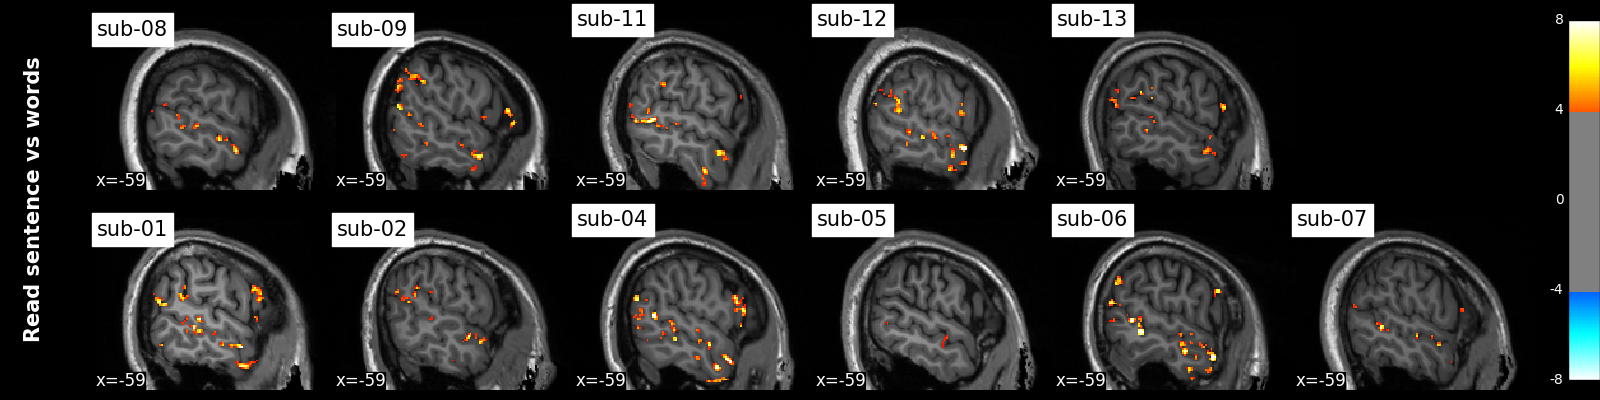 Read sentence vs words
sub-08
sub-09
sub-11
sub-12
sub-13
x=-59
x=-59
x=-59
x=-59
x=-59
sub-01
sub-02
sub-04
sub-05
sub-06
sub-07
x=-59
x=-59
x=-59
x=-59
x=-59
x=-59
8
4
0
-4
-8